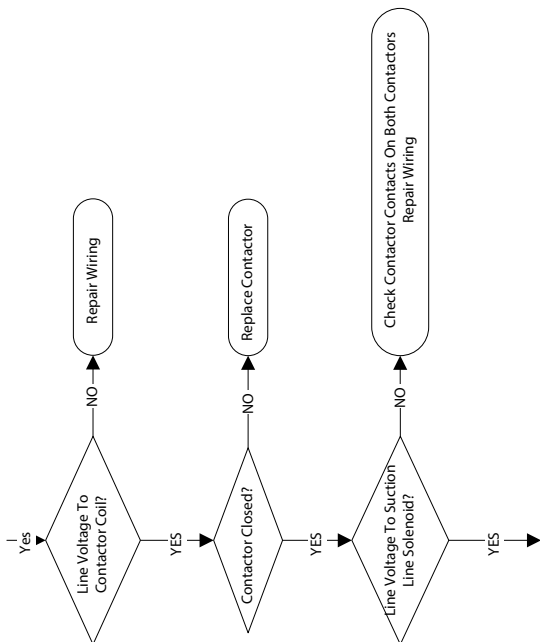 Yes
Line Voltage To
Contactor Coil?
NO
Repair Wiring
YES
Contactor Closed?
NO
Replace Contactor
YES
Line Voltage To Suction
Line Solenoid?
NO
Check Contactor Contacts On Both Contactors
Repair Wiring
YES